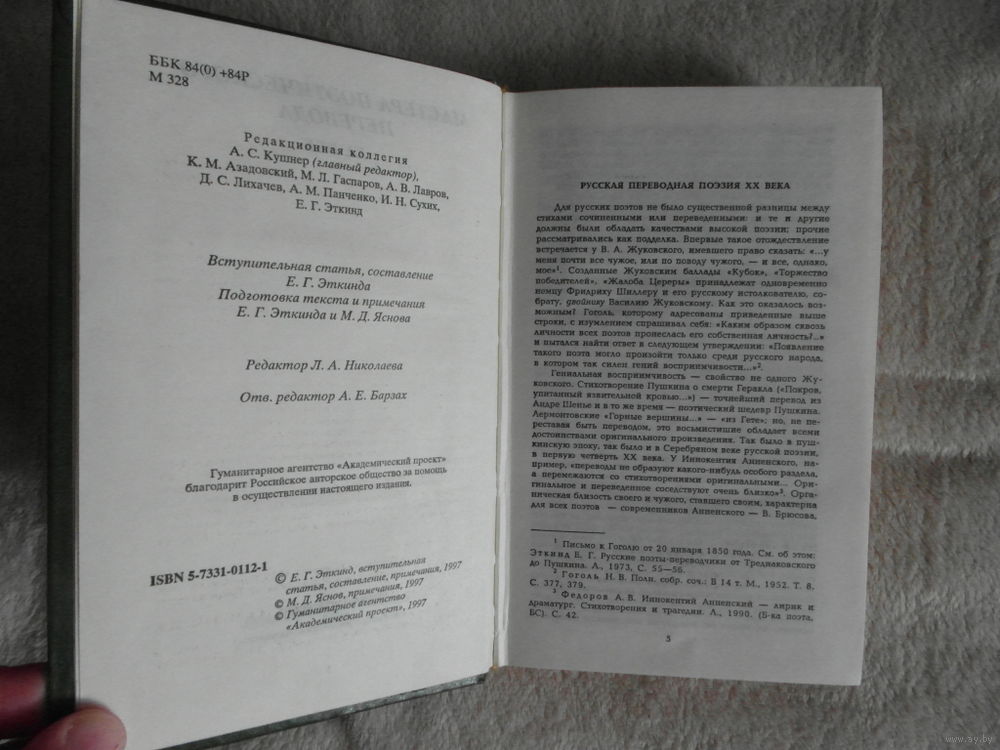 ББК 84(0) +84Р
М 328
Редакционная коллегия
А. С. Кушнер (главный редактор),
К. М. Азадовский, М. Л. Гаспаров, А. В. Лавров,
Д. С. Лихачев, А. М. Панченко, И. Н. Сухих,
Е. Г. Эткинд
Вступительная статья, составление
Е. Г. Эткинда
Подготовка текста и примечания
Е. Г. Эткинда и М. Д. Яснова
Редактор Л. А. Николаева
Отв. редактор А. Е. Барзах
Гуманитарное агентство «Академический проект»
благодарит Российское авторское общество за помощь
в осуществлении настоящего издания.
ISBN 5-7331-0112-1
© Е. Г. Эткинд, вступительная
статья, составление, примечания, 1997
© М. Д. Яснов, примечания, 1997
© Гуманитарное агентство
«Академический проект», 1997
РУССКАЯ ПЕРЕВОДНАЯ ПОЭЗИЯ XX ВЕКА
Для русских поэтов не было существенной разницы между
стихами сочиненными или переведенными: и те и другие
должны были обладать качествами высокой поэзии; прочие
рассматривались как подделка. Впервые такое отождествление
встречается у В. А. Жуковского, имевшего право сказать: «...у
меня почти все чужое, или по поводу чужого, — и все, однако,
мое»¹. Созданные Жуковским баллады «Кубок», «Торжество
победителей», «Жалоба Цереры» принадлежат одновременно
немцу Фридриху Шиллеру и его русскому истолкователю, со-
брату, двойнику Василию Жуковскому. Как это оказалось воз-
можным? Гоголь, которому адресованы приведенные выше
строки, с изумлением спрашивал себя: «Каким образом сквозь
личности всех поэтов пронеслась его собственная личность?..»
и пытался найти ответ в следующем утверждении: «Появление
такого поэта могло произойти только среди русского народа,
в котором так силен гений восприимчивости...»².
Гениальная восприимчивость — свойство не одного Жу-
ковского. Стихотворение Пушкина о смерти Геракла («Покров,
упитанный язвительной кровью...») — точнейший перевод из
Андре Шенье и в то же время — поэтический шедевр Пушкина.
Лермонтовские «Горные вершины...» — «из Гете»; но, не пе-
реставая быть переводом, это восьмистишие обладает всеми
достоинствами оригинального произведения. Так было в пуш-
кинскую эпоху, так было и в Серебряном веке русской поэзии,
в первую четверть XX века. У Иннокентия Анненского, на-
пример, «переводы не образуют какого-нибудь особого раздела,
а перемежаются со стихотворениями оригинальными... Ори-
гинальное и переведенное соседствуют очень близко»³. Орга-
ническая близость своего и чужого, ставшего своим, характерна
для всех поэтов — современников Анненского — В. Брюсова,
¹ Письмо к Гоголю от 20 января 1850 года. См. об этом:
Эткинд Е. Г. Русские поэты-переводчики от Тредиаковского
до Пушкина. Л., 1973. С. 55—56.
² Гоголь Н. В. Полн. собр. соч.: В 14 т. М., 1952. Т. 8.
С. 377, 379.
³ Федоров А. В. Иннокентий Анненский — лирик и
драматург. Стихотворения и трагедии. Л., 1990. (Б-ка поэта,
БС). С. 42.
5
www.ay.by